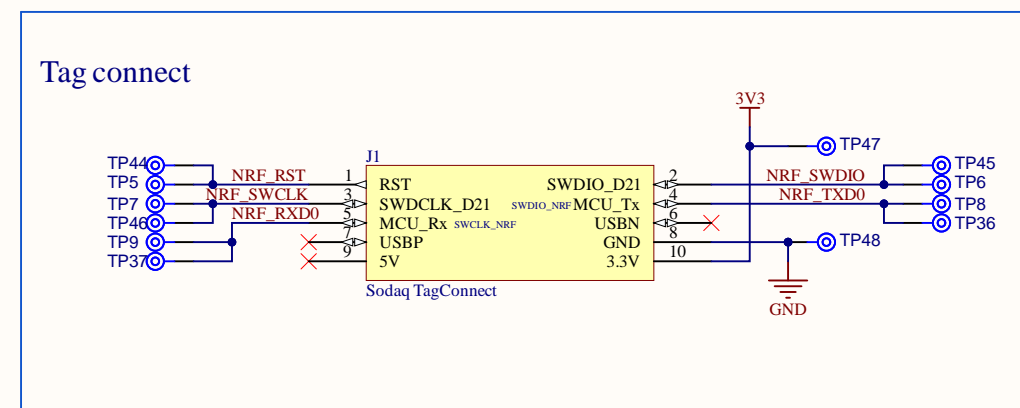 Tag connect
3V3
TP47
J1
TP44
TP45
TP5 NRF_RST 1 RST SWDIO_D21 2 NRF_SWDIO TP6
TP7 NRF_SWCLK 3 SWDCLK_D21 SWDIO_NRF MCU_Tx 4 NRF_TXD0 TP8
TP46 NRF_RXD0 5 MCU_Rx SWCLK_NRF USBN 6 TP36
TP9 7 USBP GND 8 TP48
TP37 9 5V 3.3V 10
Sodaq TagConnect
GND